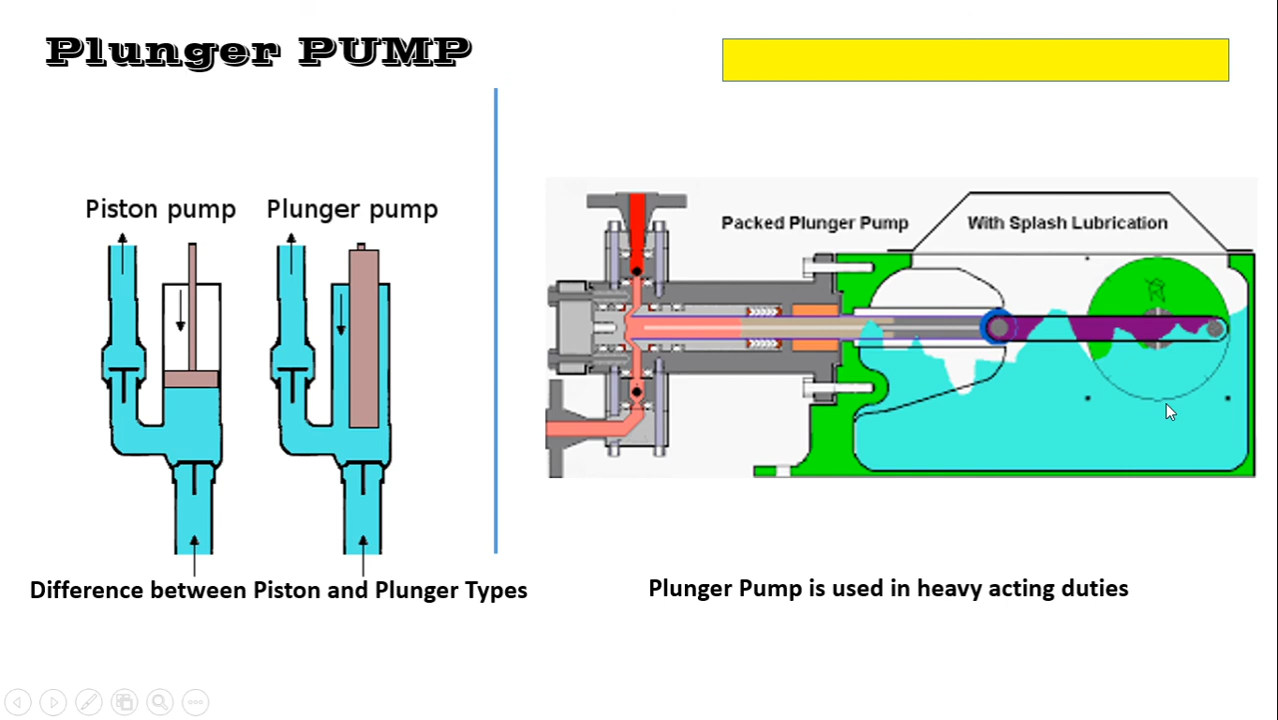 Plunger PUMP
Piston pump
Plunger pump
Packed Plunger Pump
With Splash Lubrication
Difference between Piston and Plunger Types
Plunger Pump is used in heavy acting duties